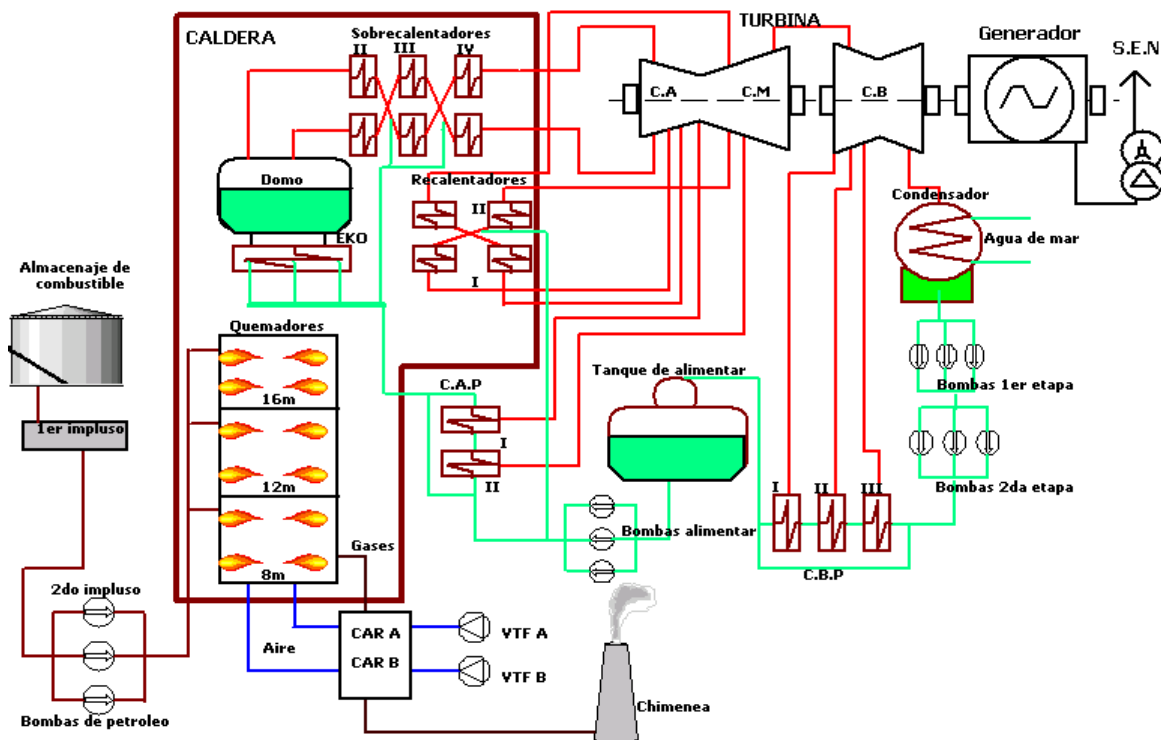 TURBINA
CALDERA
Sobrecalentadores
II
III
IV
Generador
S.E.N
C.A
C.M
C.B
Domo
Recalentadores
II
I
EKO
Condensador
Agua de mar
Almacenaje de
combustible
Quemadores
16m
12m
8m
1er impluso
C.A.P
I
II
Tanque de alimentar
Bombas 1er etapa
Bombas 2da etapa
I
II
III
C.B.P
Bombas alimentar
Gases
2do impluso
Bombas de petroleo
Aire
CAR A
CAR B
VTF A
VTF B
Chimenea